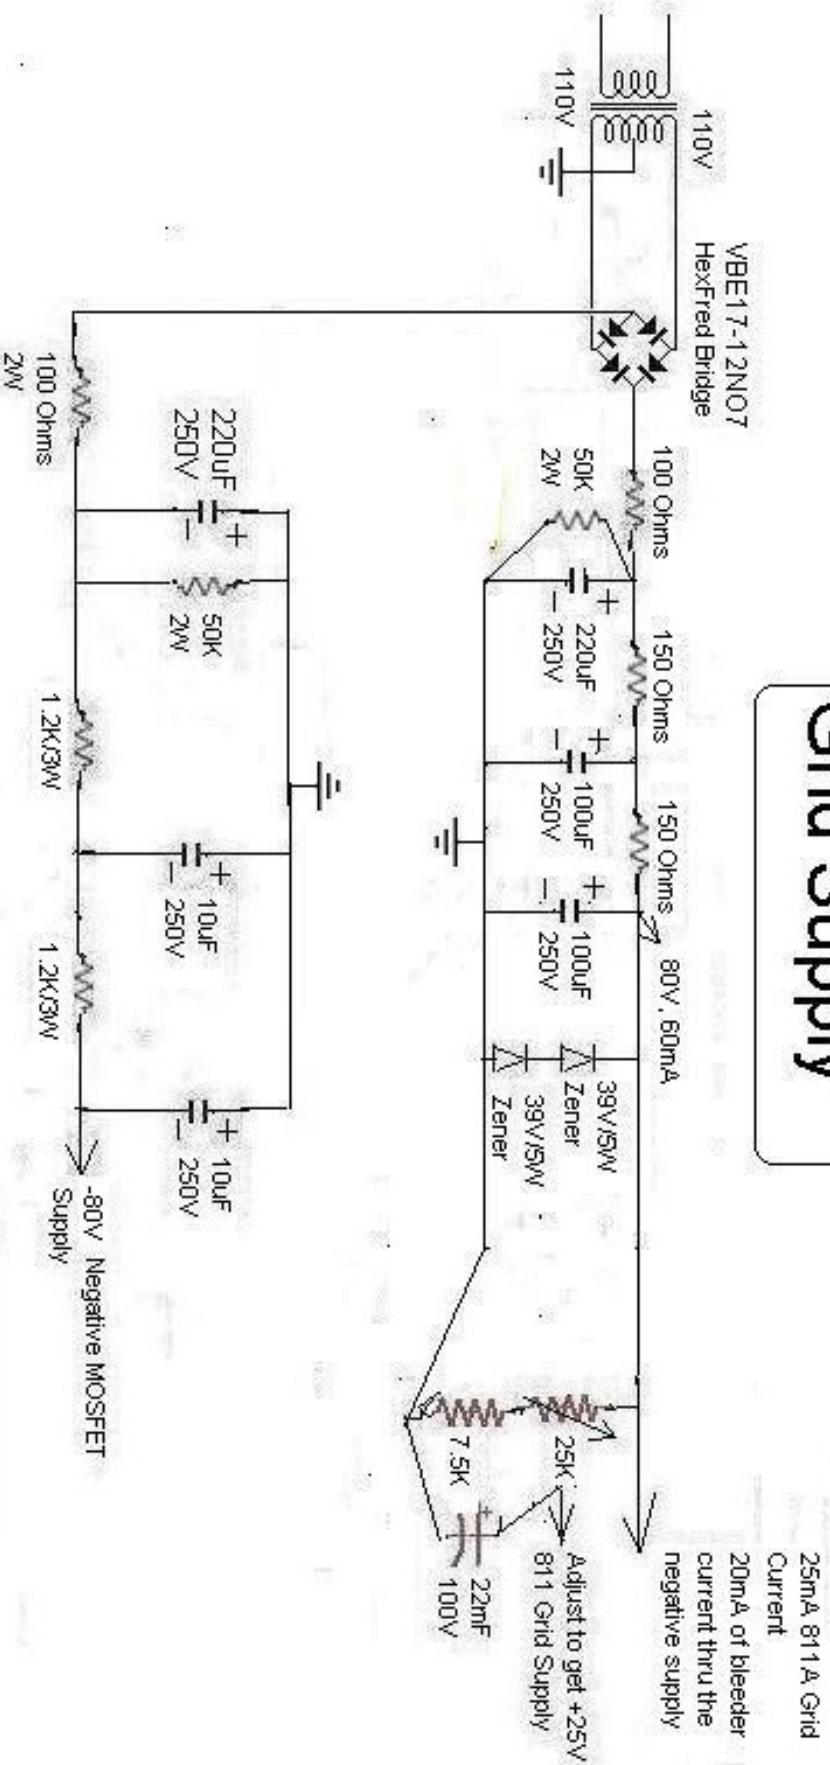 Grid Supply
110V
110V
VBE17-12NO7
HexFred Bridge
100 Ohms
150 Ohms
150 Ohms
80V, 60mA
50K
2W
+
-
220uF
250V
+
-
100uF
250V
+
-
100uF
250V
39V/5W
Zener
39V/5W
Zener
25K
7.5K
+
22mF
100V
25mA 811A Grid
Current
20mA of bleeder
current thru the
negative supply
Adjust to get +25V
811 Grid Supply
220uF
250V
+
-
50K
2W
+
-
10uF
250V
+
-
10uF
250V
100 Ohms
2W
1.2K/3W
1.2K/3W
-80V Negative MOSFET
Supply